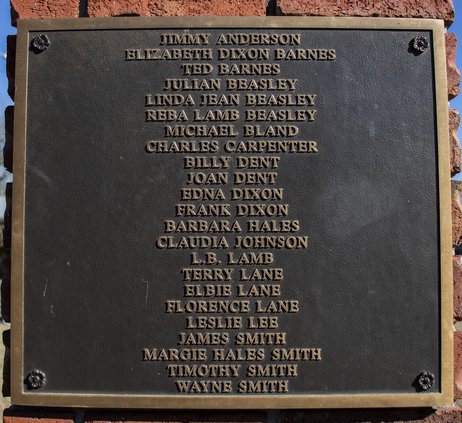 JIMMY ANDERSON
ELIZABETH DIXON BARNES
TED BARNES
JULIAN BEASLEY
LINDA JEAN BEASLEY
REBA LAMB BEASLEY
MICHAEL BLAND
CHARLES CARPENTER
BILLY DENT
JOAN DENT
EDNA DIXON
FRANK DIXON
BARBARA HALES
CLAUDIA JOHNSON
L.B. LAMB
TERRY LANE
ELBIE LANE
FLORENCE LANE
LESLIE LEE
JAMES SMITH
MARGIE HALES SMITH
TIMOTHY SMITH
WAYNE SMITH